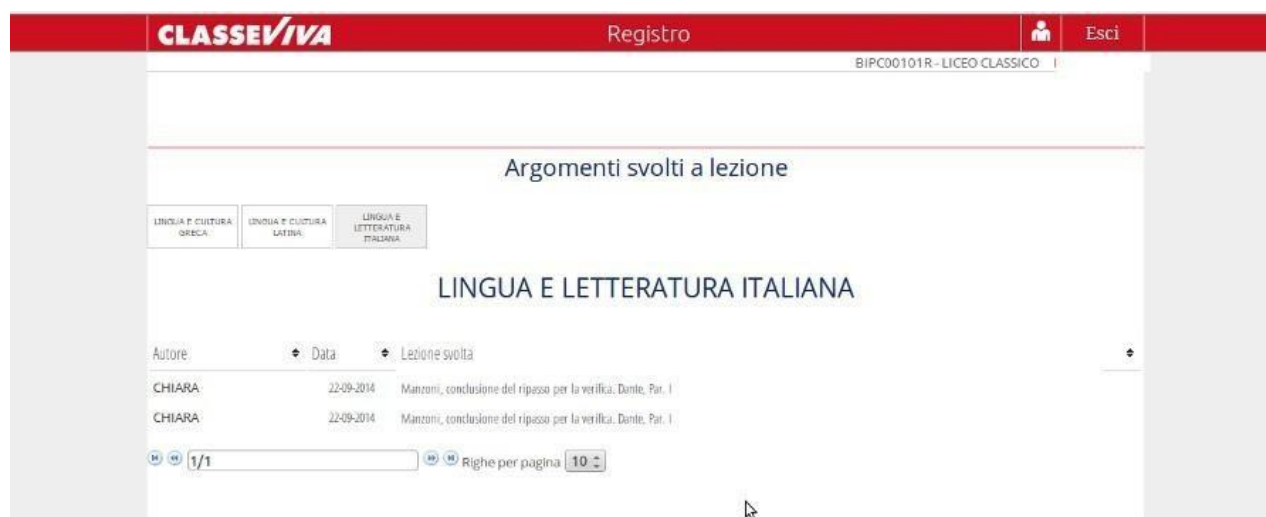 CLASSEVIVA Registro Esci
BIPC00101R - LICEO CLASSICO
Argomenti svolti a lezione
LINGUA E CULTURA GRECA
LINGUA E CULTURA LATINA
LINGUA E LETTERATURA ITALIANA
LINGUA E LETTERATURA ITALIANA
Autore Data Lezione svolta
CHIARA 22-09-2014 Manzoni, conclusione del ripasso per la verifica. Dante, Par. I
CHIARA 22-09-2014 Manzoni, conclusione del ripasso per la verifica. Dante, Par. I
1/1 Righe per pagina 10